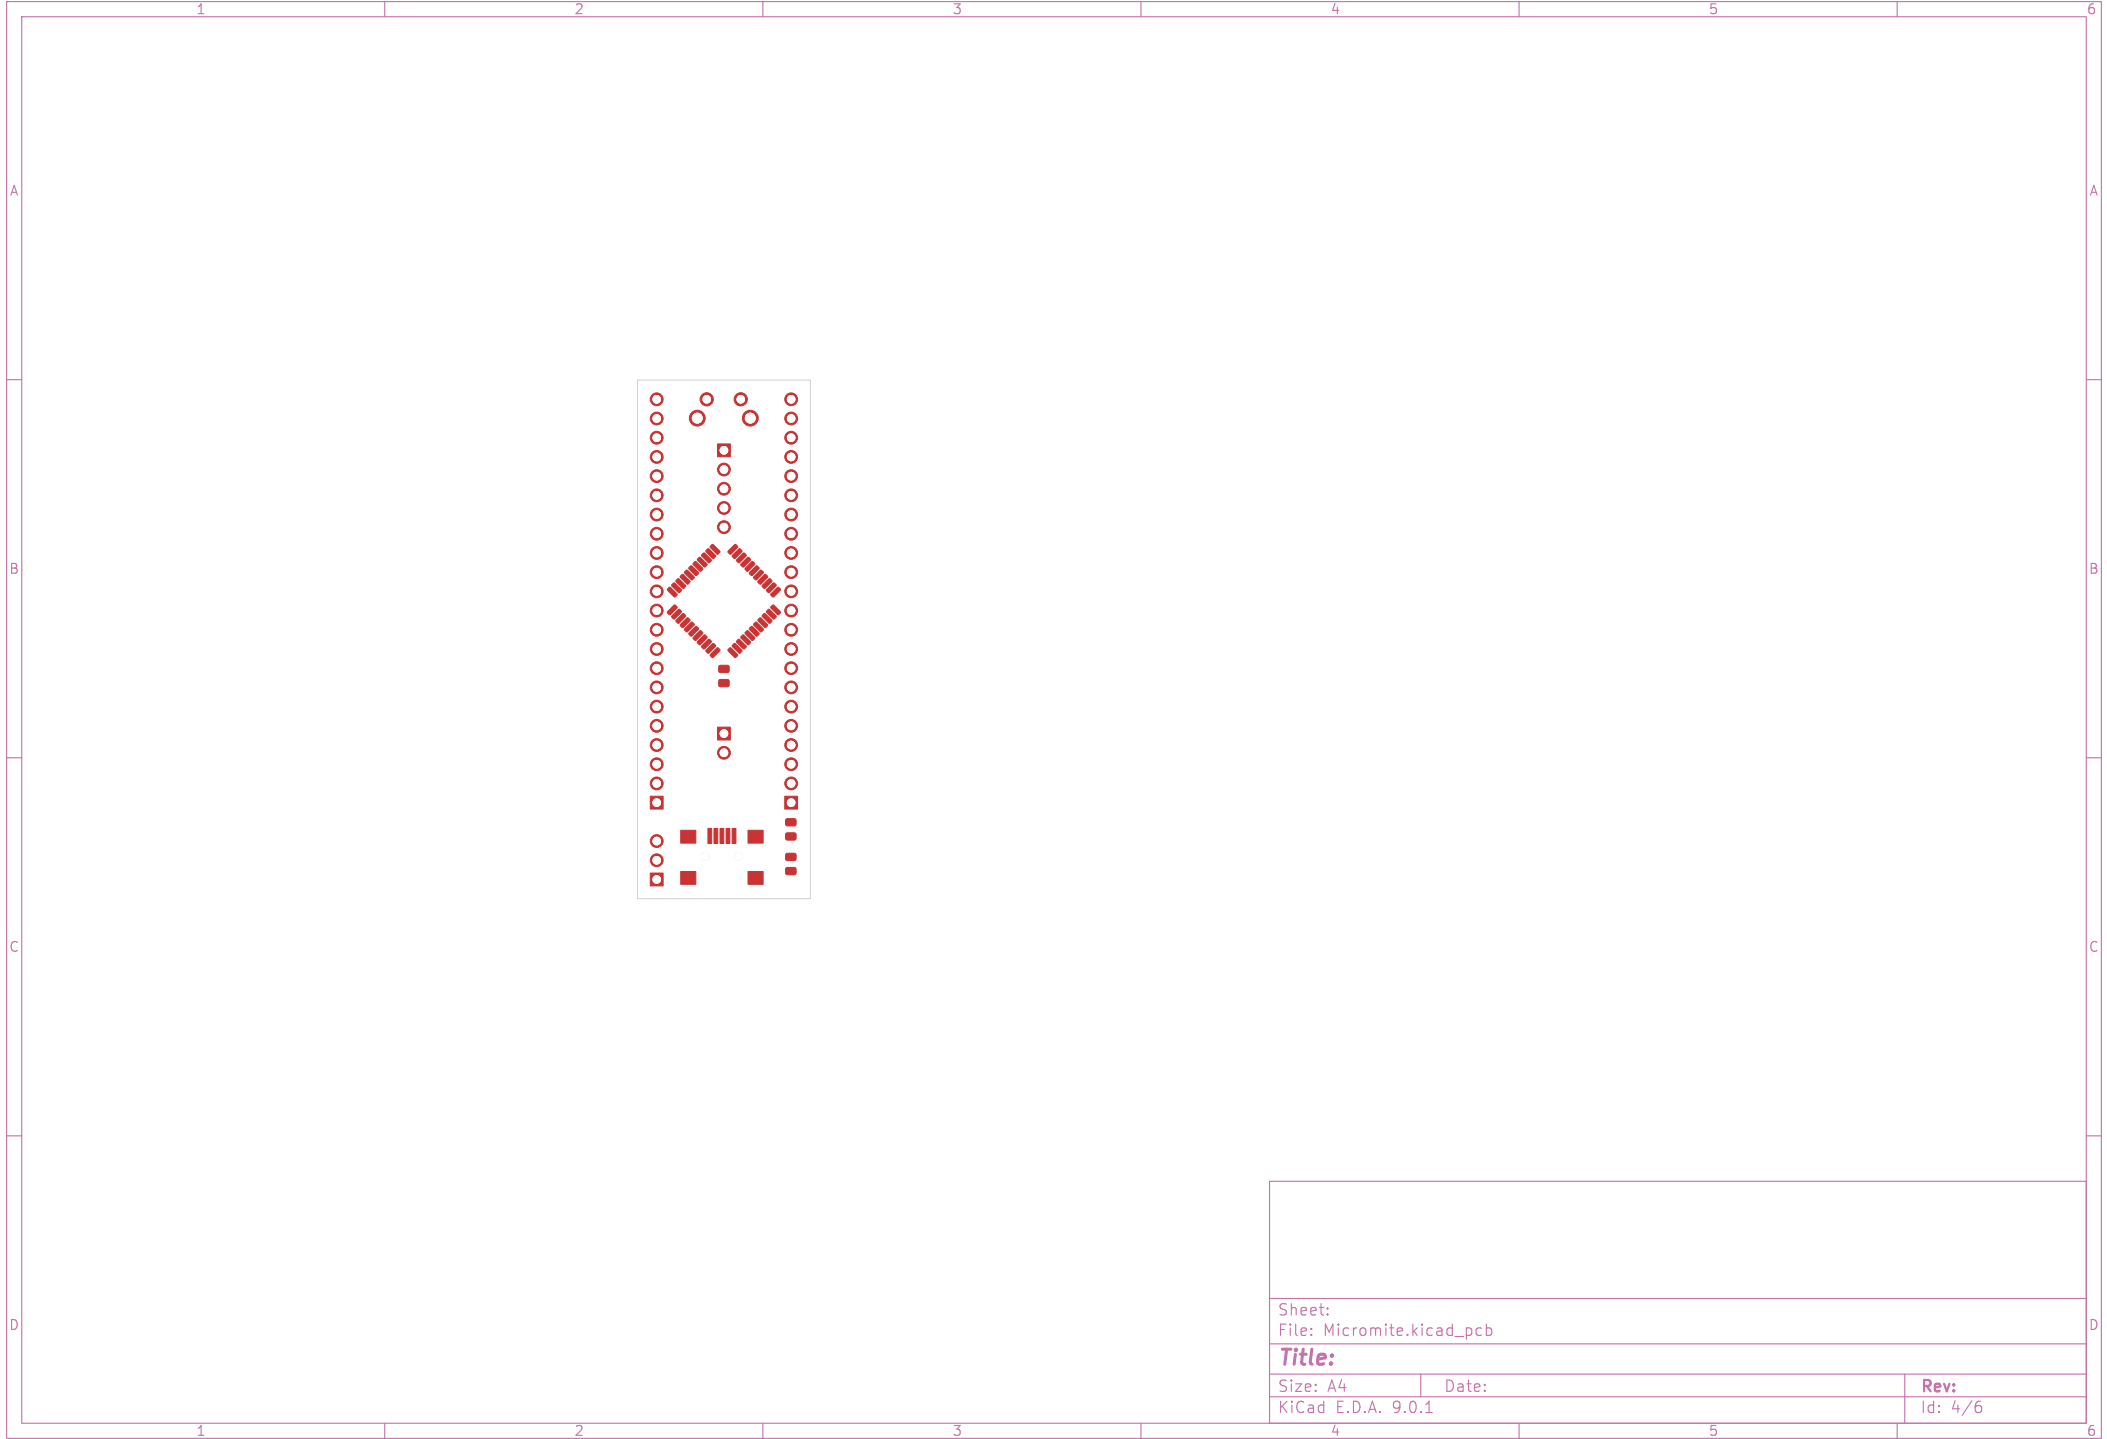 1 2 3 4 5 6
A A
B B
C C
Sheet:
File: Micromite.kicad_pcb
D D
Title:
Size: A4 Date: Rev:
KiCad E.D.A. 9.0.1 Id: 4/6
1 2 3 4 5 6